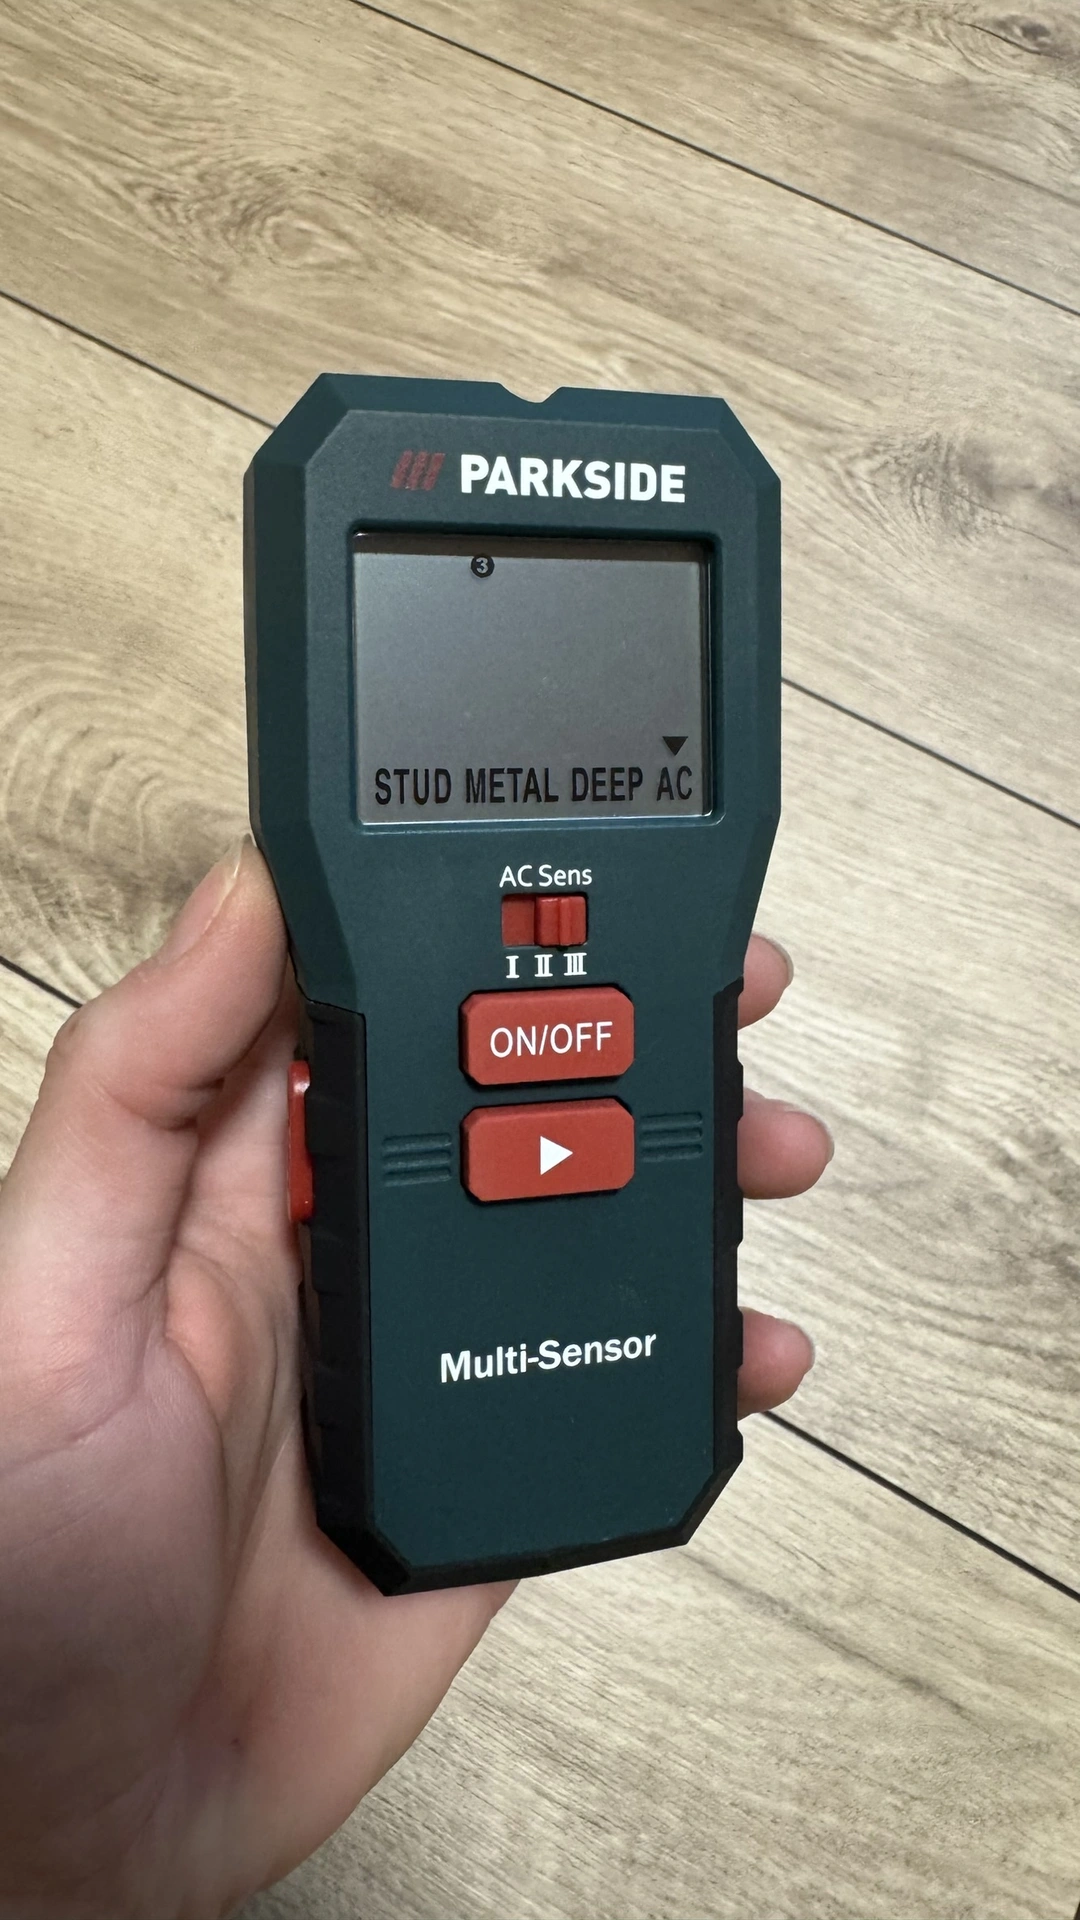 PARKSIDE
3
STUD METAL DEEP AC
AC Sens
I II III
ON/OFF
Multi-Sensor